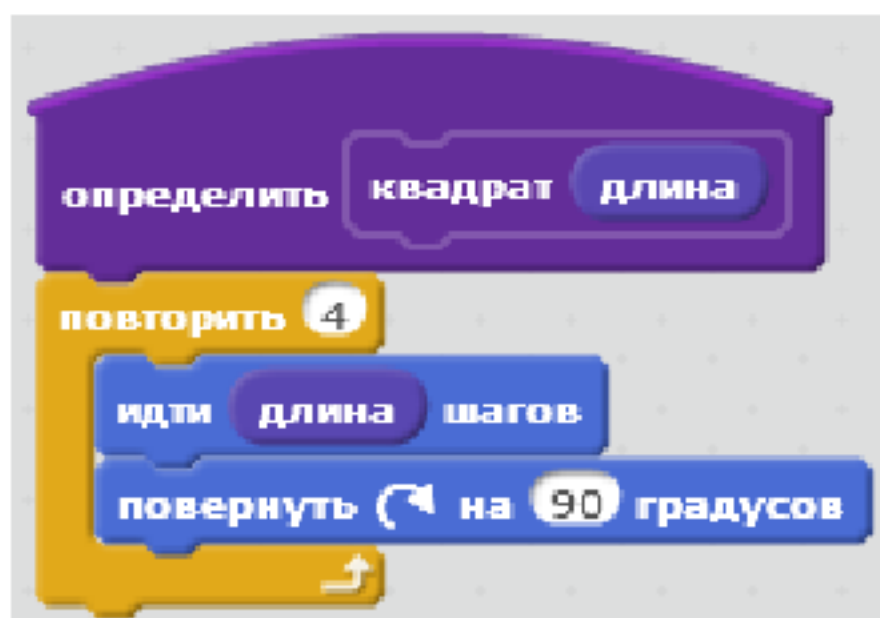 определить квадрат длина
повторить 4
идти длина шагов
повернуть на 90 градусов